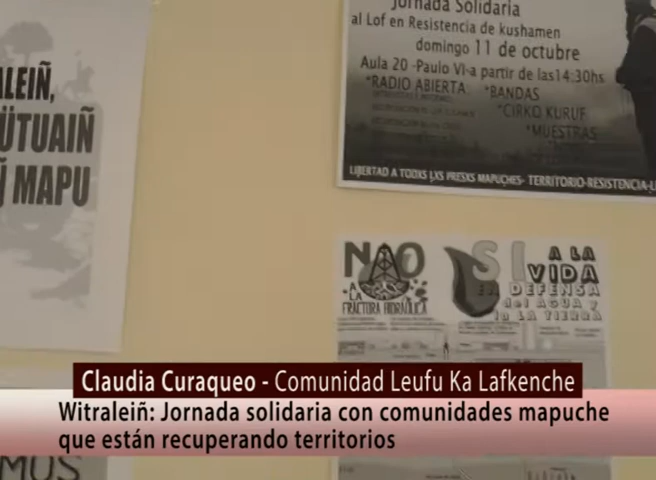 ALEIÑ,
ÜTUAIÑ
Ñ MAPU
Jornada Solidaria
al Lof en Resistencia de kushamen
domingo 11 de octubre
Aula 20 -Paulo VI-a partir de las14:30hs
*RADIO ABIERTA *BANDAS
*CIRKO KURUF
*MUESTRAS
LIBERTAD A TODXS LXS PRESXS MAPUCHES- TERRITORIO-RESISTENCIA-LI
NO
A
LA
FRACTURA HIDRAULICA
SI A LA
VIDA
EN DEFENSA
del AGUA y
la TIERRA
Claudia Curaqueo - Comunidad Leufu Ka Lafkenche
Witraleiñ: Jornada solidaria con comunidades mapuche
que están recuperando territorios
MOS